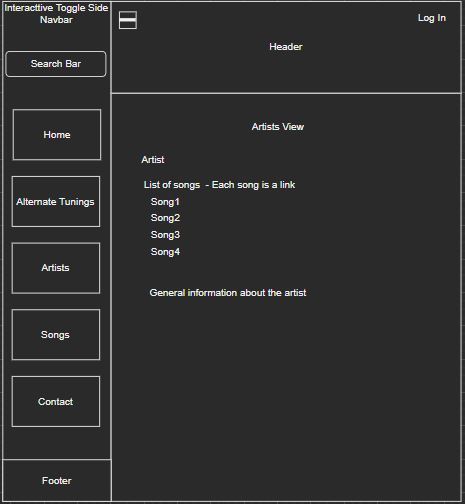 Interacttive Toggle Side
Navbar
Log In
Header
Search Bar
Home
Alternate Tunings
Artists
Songs
Contact
Footer
Artists View
Artist
List of songs - Each song is a link
Song1
Song2
Song3
Song4
General information about the artist